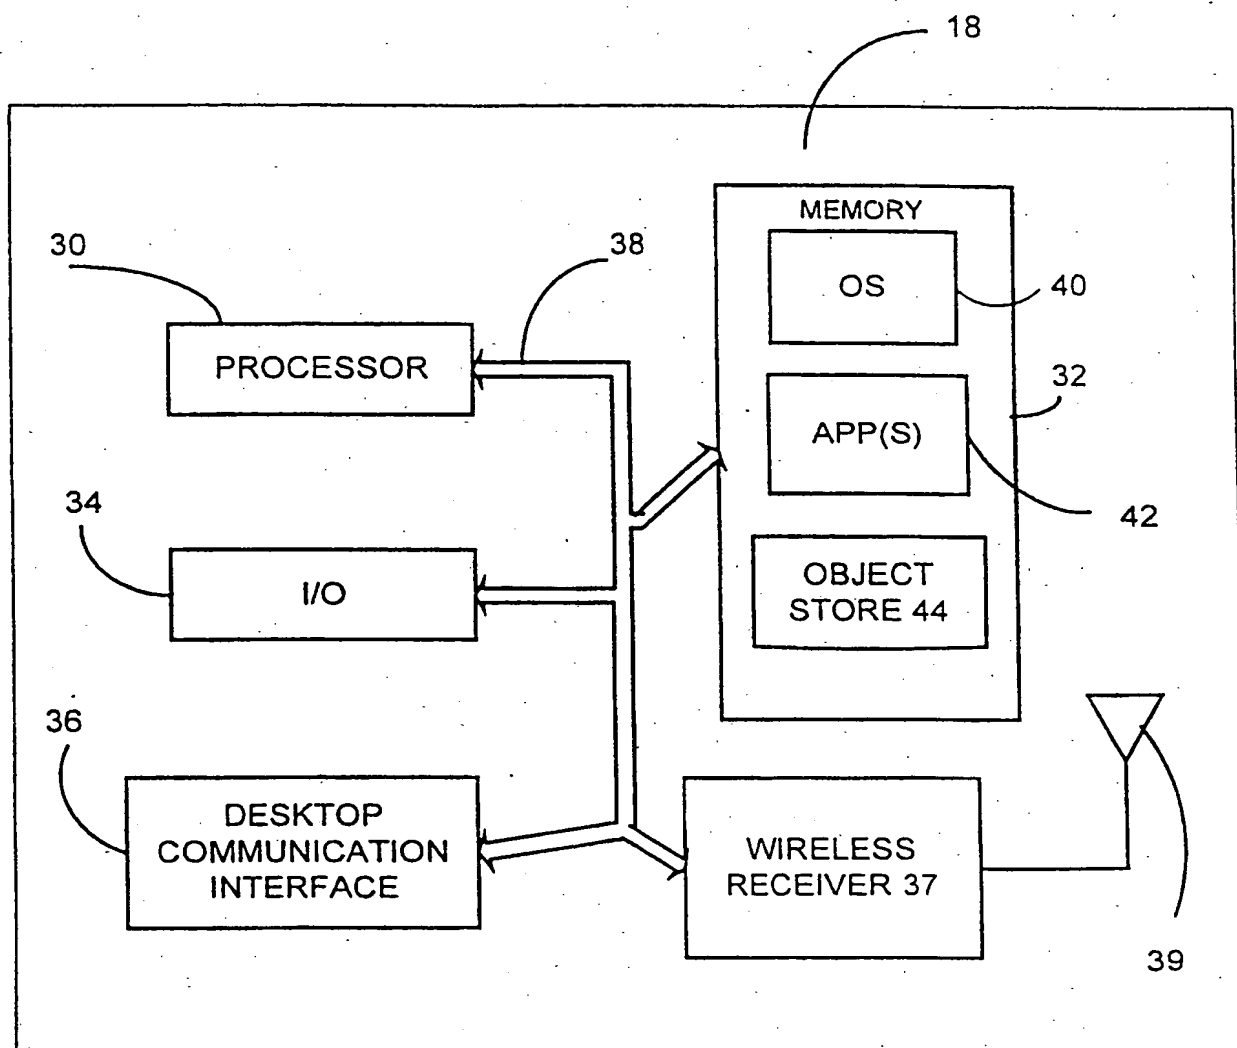 18
MEMORY
30
38
OS
40
PROCESSOR
32
APP(S)
34
42
I/O
OBJECT
STORE 44
36
DESKTOP
COMMUNICATION
INTERFACE
WIRELESS
RECEIVER 37
39